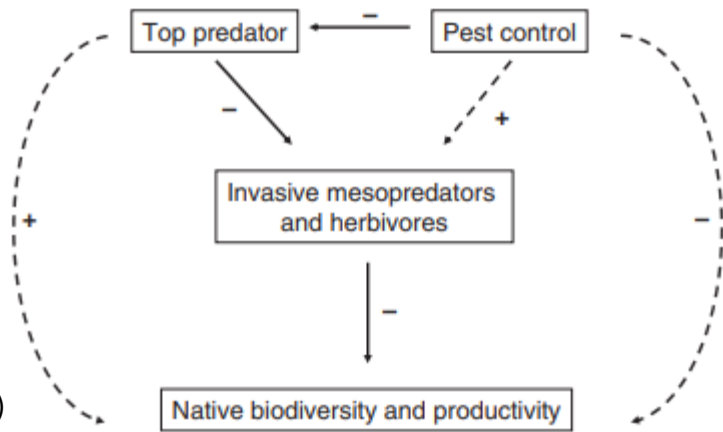 Top predator
–
Pest control
–
+
Invasive mesopredators
and herbivores
+
–
–
Native biodiversity and productivity
)